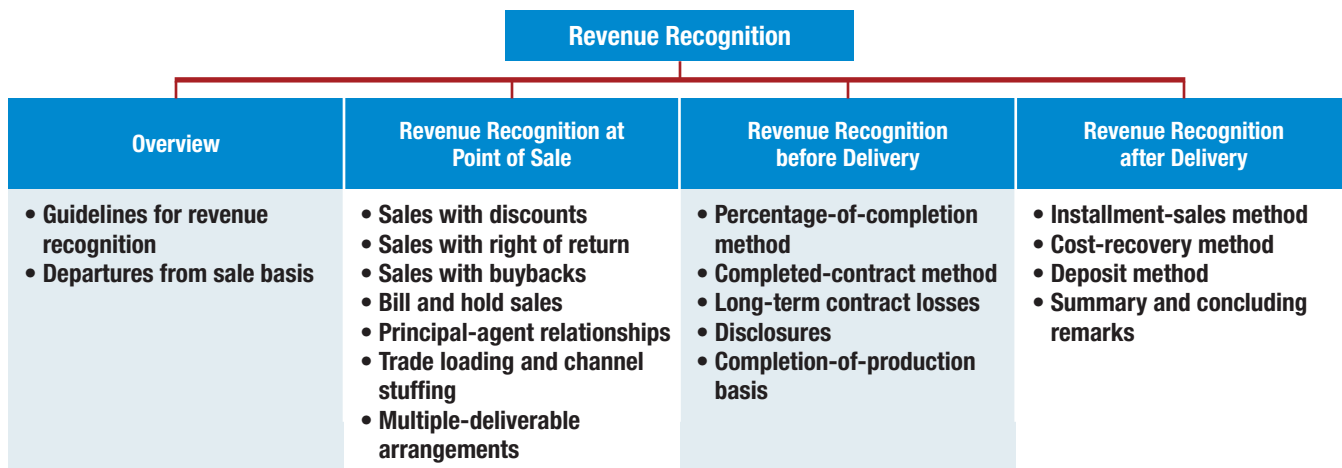 Revenue Recognition
Overview
• Guidelines for revenue
recognition
• Departures from sale basis
Revenue Recognition at
Point of Sale
• Sales with discounts
• Sales with right of return
• Sales with buybacks
• Bill and hold sales
• Principal-agent relationships
• Trade loading and channel
stuffing
• Multiple-deliverable
arrangements
Revenue Recognition
before Delivery
• Percentage-of-completion
method
• Completed-contract method
• Long-term contract losses
• Disclosures
• Completion-of-production
basis
Revenue Recognition
after Delivery
• Installment-sales method
• Cost-recovery method
• Deposit method
• Summary and concluding
remarks